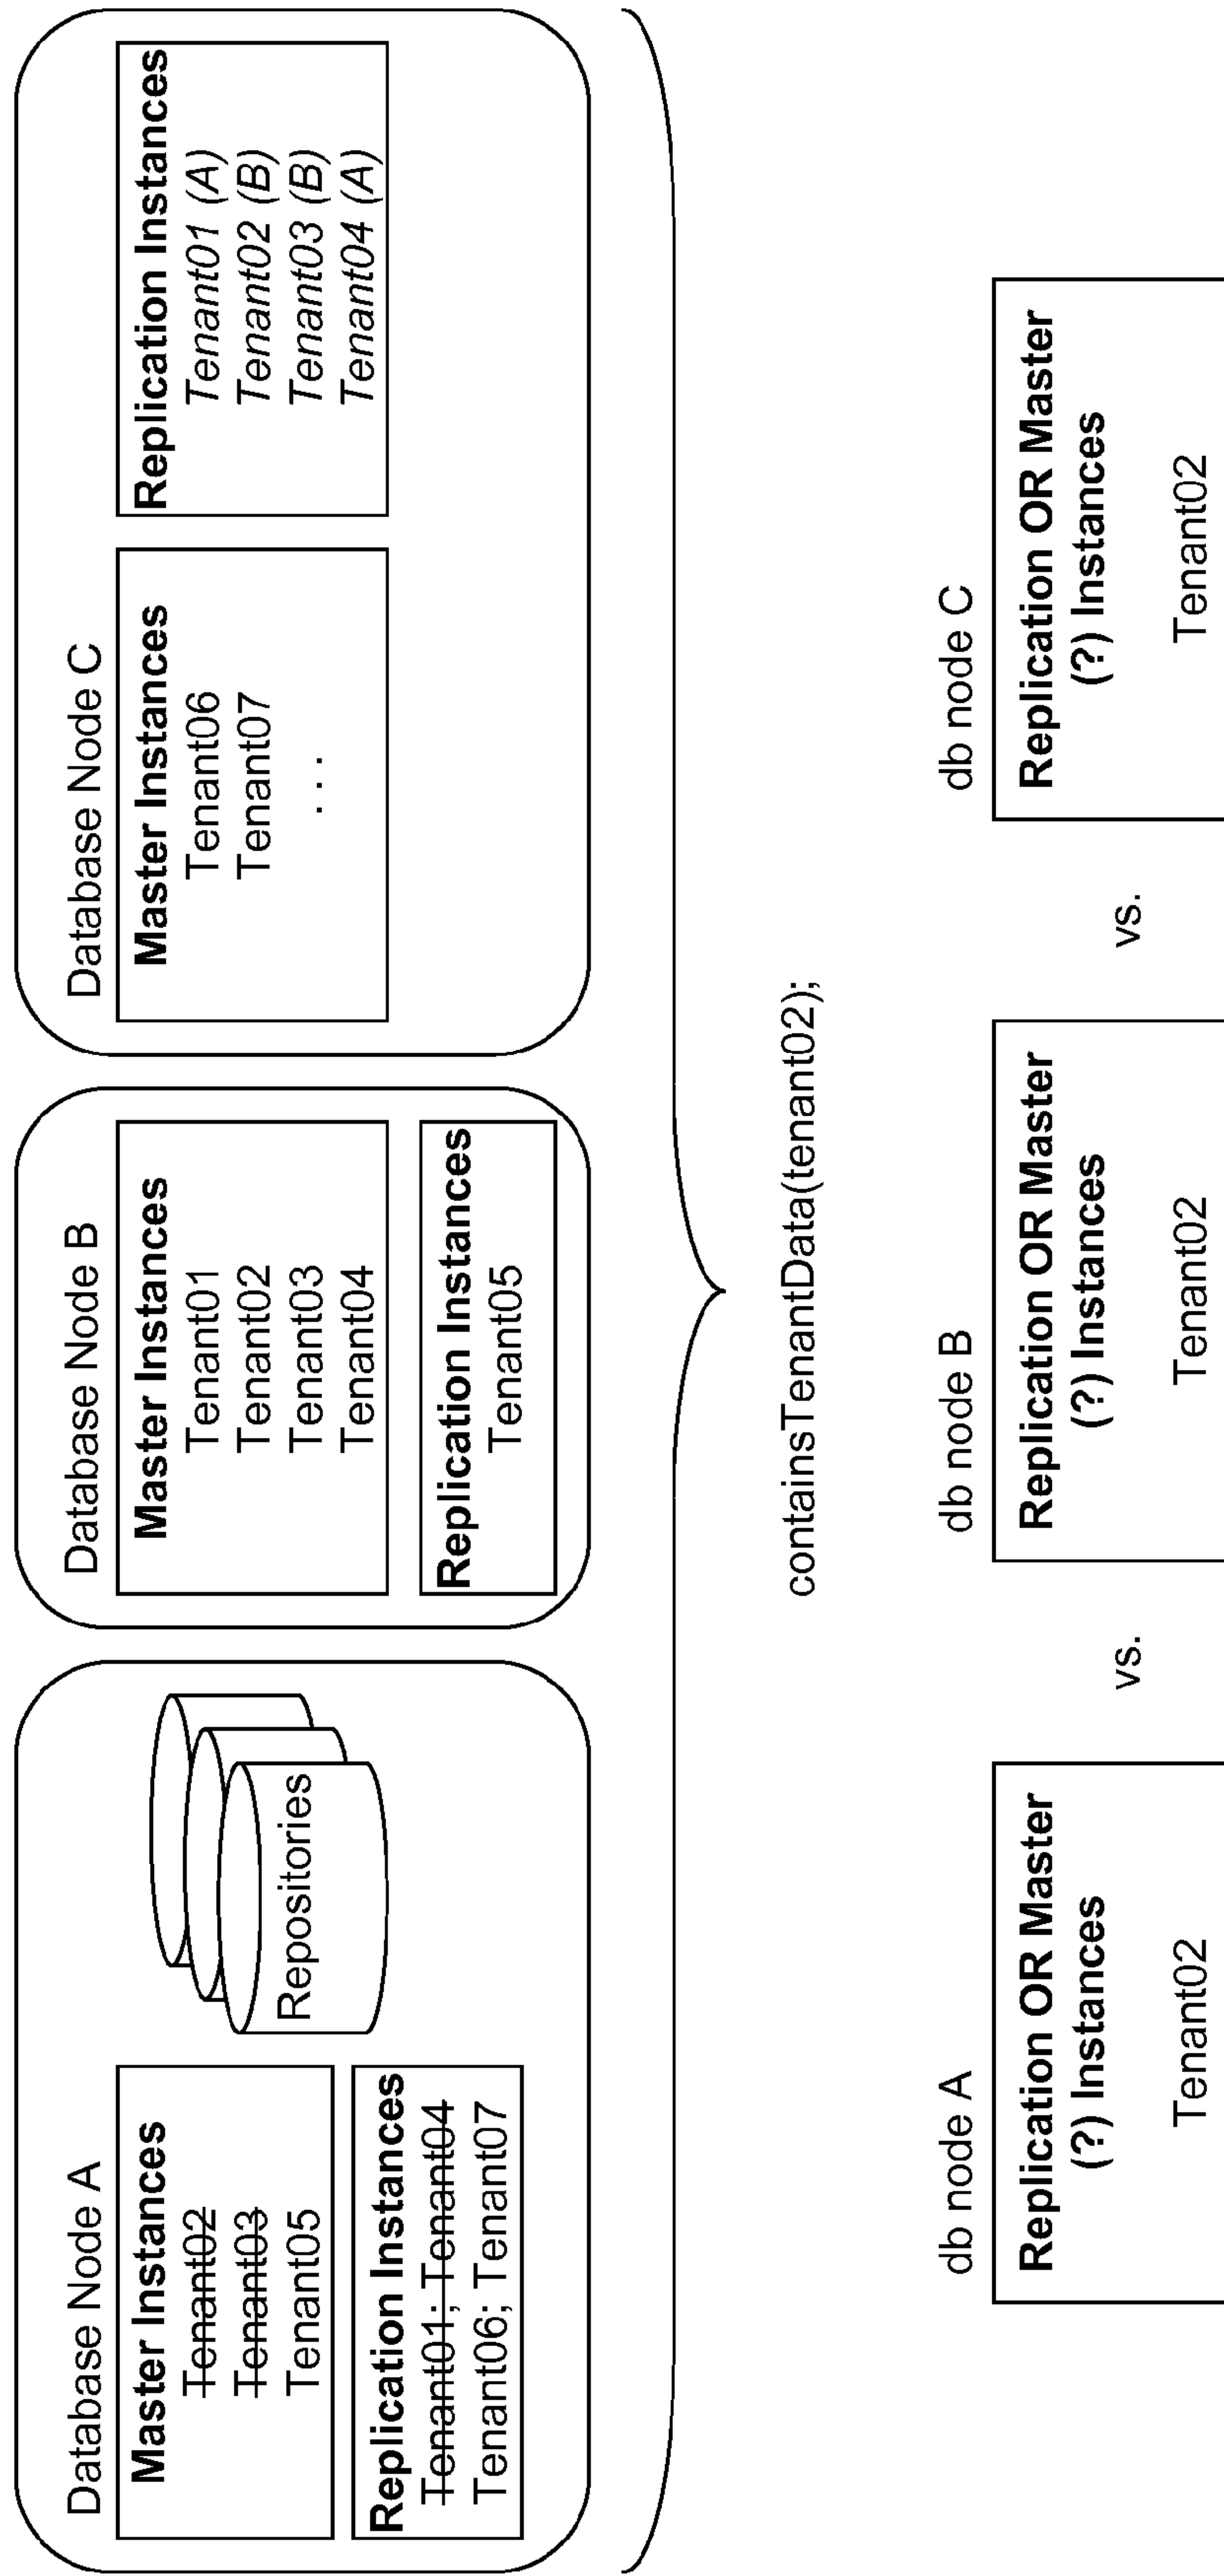 Database Node A
Master Instances
Tenant02
Tenant03
Tenant05
Repositories
Replication Instances
Tenant01; Tenant04
Tenant06; Tenant07
Database Node B
Master Instances
Tenant01
Tenant02
Tenant03
Tenant04
Replication Instances
Tenant05
Database Node C
Master Instances
Tenant06
Tenant07
. . .
Replication Instances
Tenant01 (A)
Tenant02 (B)
Tenant03 (B)
Tenant04 (A)
containsTenantData(tenant02);
db node A
Replication OR Master
(?) Instances
Tenant02
vs.
db node B
Replication OR Master
(?) Instances
Tenant02
vs.
db node C
Replication OR Master
(?) Instances
Tenant02